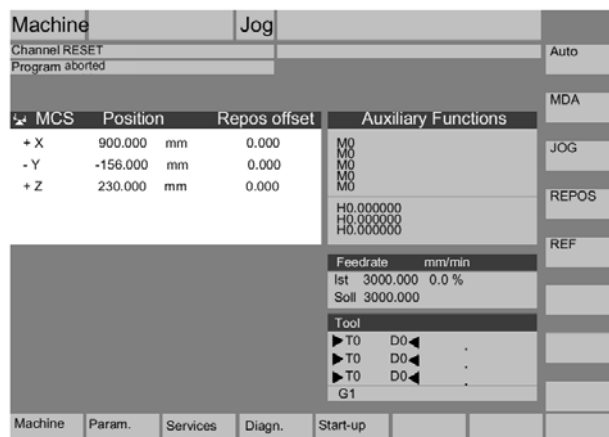 Machine Jog
Channel RESET
Program aborted
Auto
MDA
JOG
REPOS
REF
MCS Position Repos offset
+ X 900.000 mm 0.000
- Y -156.000 mm 0.000
+ Z 230.000 mm 0.000
Auxiliary Functions
M0
M0
M0
M0
M0
H0.000000
H0.000000
H0.000000
Feedrate mm/min
Ist 3000.000 0.0 %
Soll 3000.000
Tool
▶T0 D0◀ .
▶T0 D0◀ .
▶T0 D0◀ .
G1
Machine Param. Services Diagn. Start-up